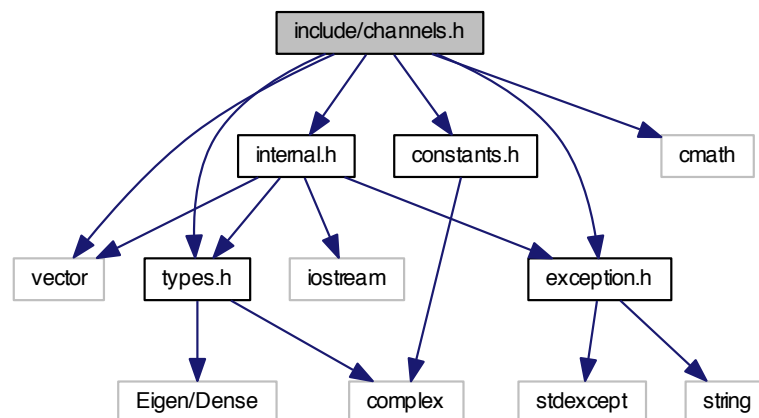 include/channels.h
internal.h
constants.h
cmath
vector
types.h
iostream
exception.h
Eigen/Dense
complex
stdexcept
string